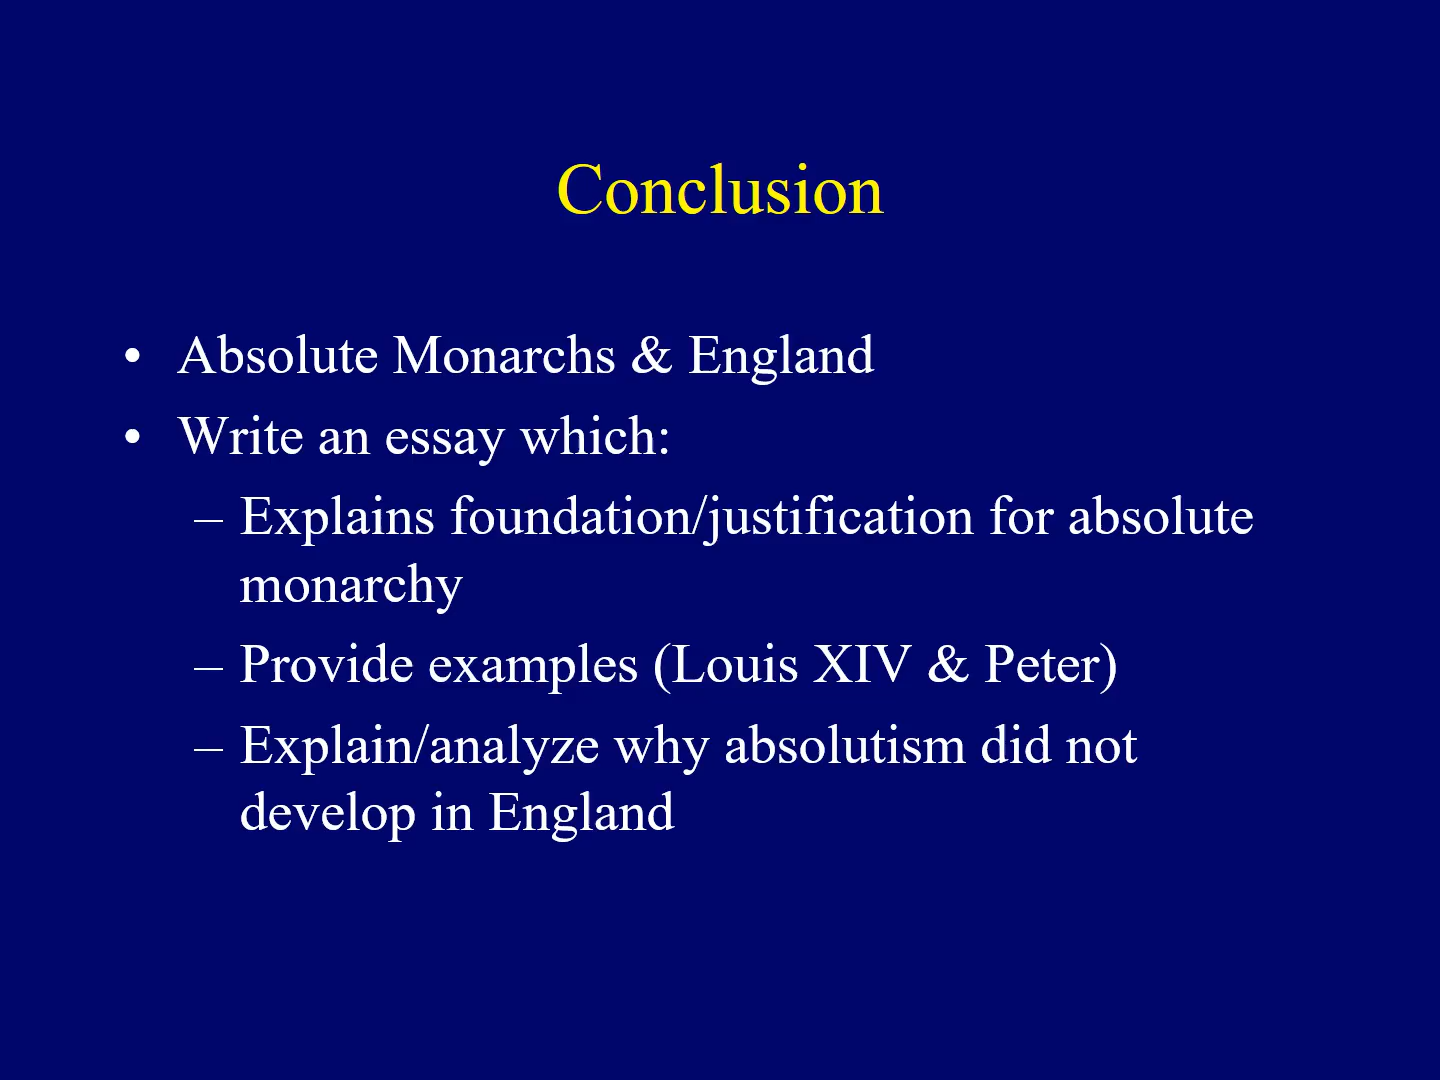 Conclusion
• Absolute Monarchs & England
• Write an essay which:
– Explains foundation/justification for absolute
monarchy
– Provide examples (Louis XIV & Peter)
– Explain/analyze why absolutism did not
develop in England